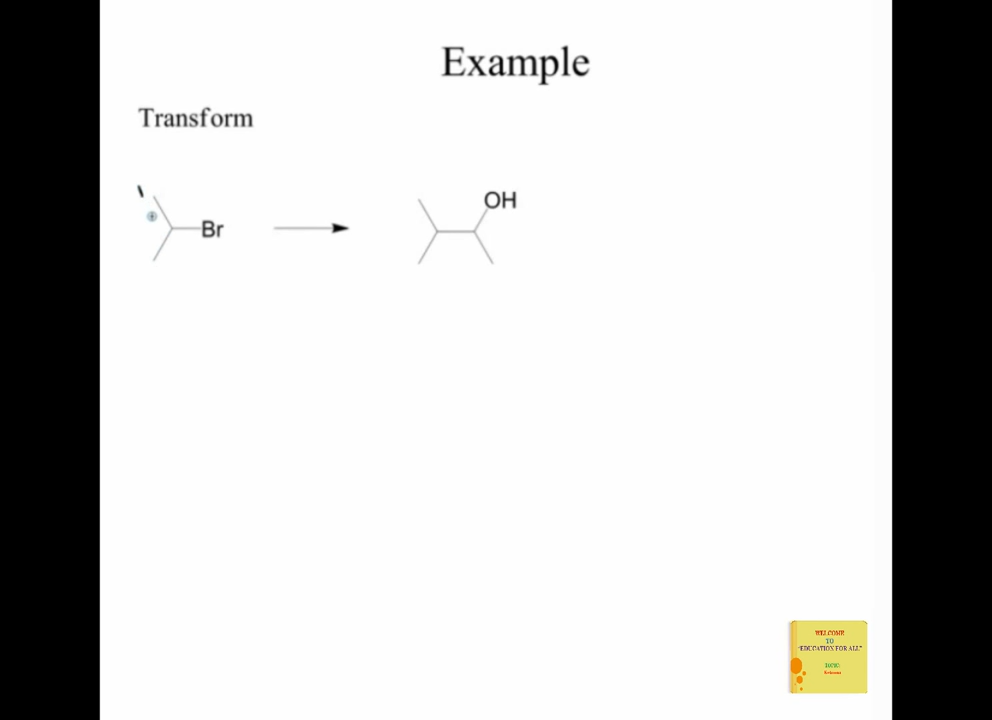 Example
Transform
OH
Br
WELCOME
TO
"EDUCATION FOR ALL"